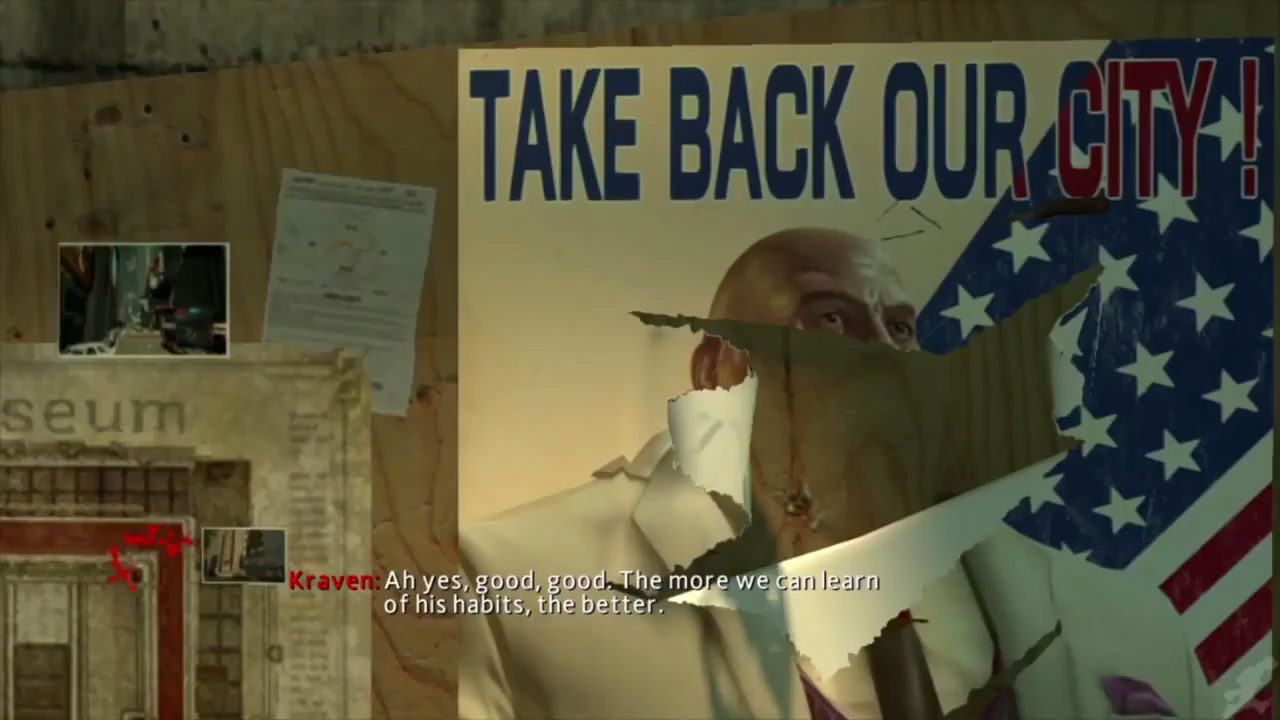 TAKE BACK OUR CITY !
seum
Kraven: Ah yes, good, good. The more we can learn
of his habits, the better.